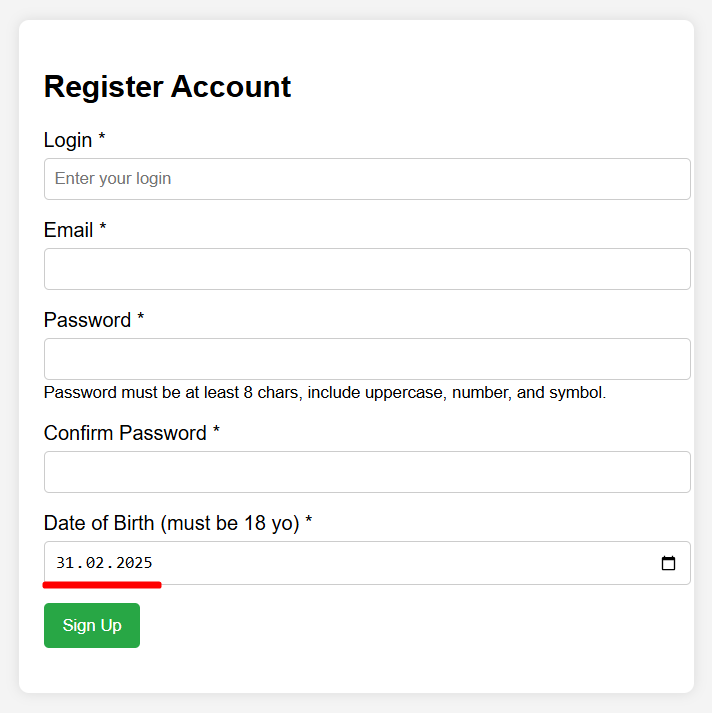 Register Account
Login *
Enter your login
Email *
Password *
Password must be at least 8 chars, include uppercase, number, and symbol.
Confirm Password *
Date of Birth (must be 18 yo) *
31.02.2025
Sign Up